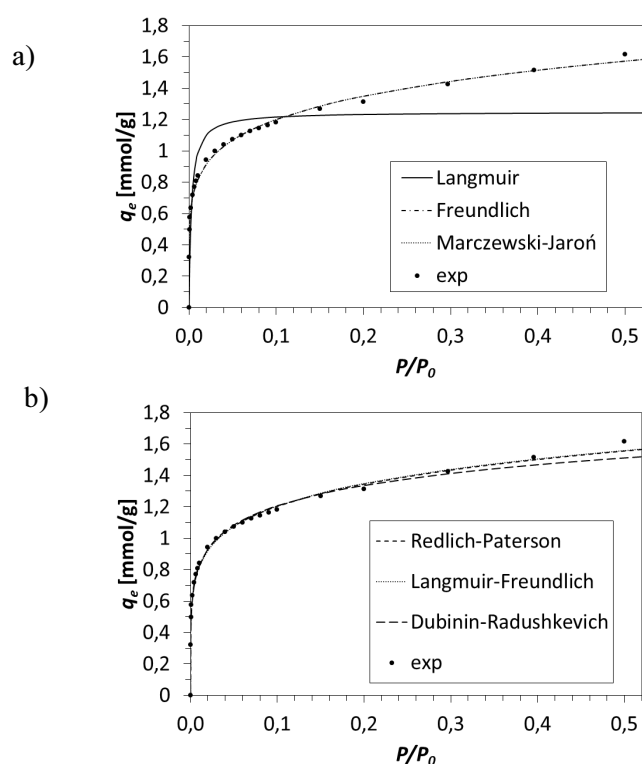 a)
1,8
1,6
1,4
1,2
1
0,8
0,6
0,4
0,2
0
qe [mmol/g]
Langmuir
Freundlich
Marczewski-Jaroń
exp
0,0 0,1 0,2 0,3 0,4 0,5
P/P0
b)
1,8
1,6
1,4
1,2
1
0,8
0,6
0,4
0,2
0
qe [mmol/g]
Redlich-Paterson
Langmuir-Freundlich
Dubinin-Radushkevich
exp
0,0 0,1 0,2 0,3 0,4 0,5
P/P0